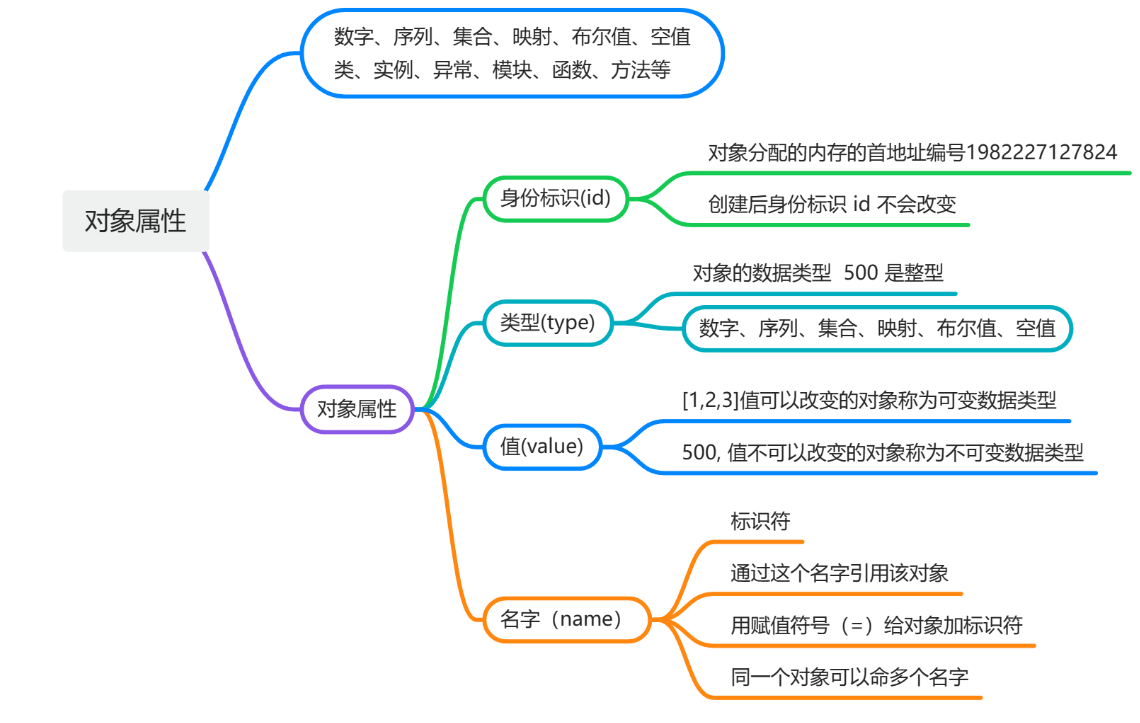 数字、序列、集合、映射、布尔值、空值
类、实例、异常、模块、函数、方法等
对象属性
对象属性
身份标识(id)
对象分配的内存的首地址编号1982227127824
创建后身份标识 id 不会改变
类型(type)
对象的数据类型  500 是整型
数字、序列、集合、映射、布尔值、空值
值(value)
[1,2,3]值可以改变的对象称为可变数据类型
500, 值不可以改变的对象称为不可变数据类型
名字（name）
标识符
通过这个名字引用该对象
用赋值符号（=）给对象加标识符
同一个对象可以命多个名字